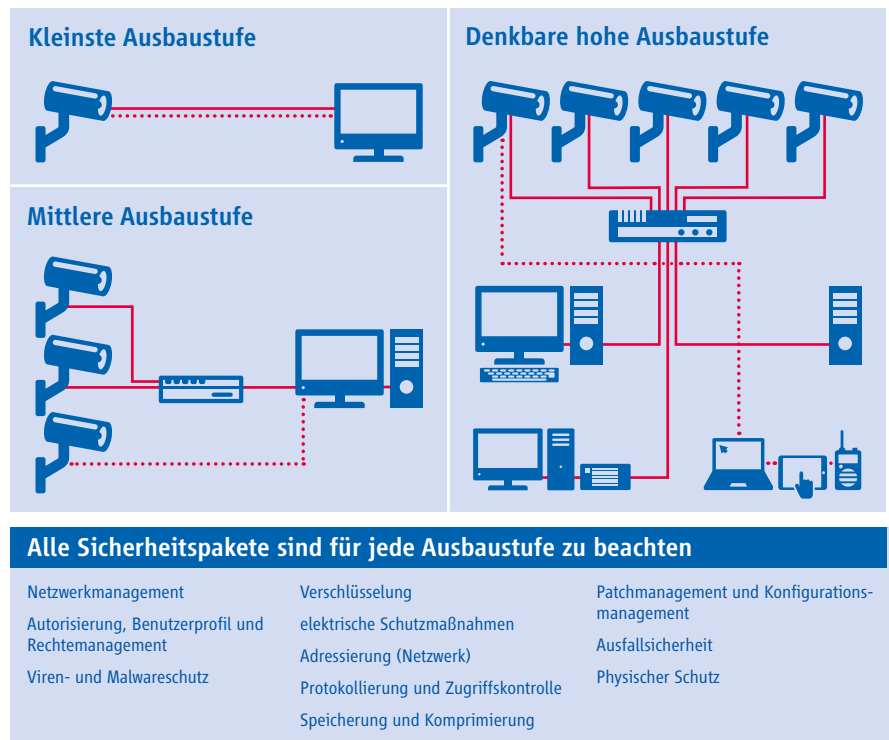 Kleinste Ausbaustufe
Denkbare hohe Ausbaustufe
Mittlere Ausbaustufe
Alle Sicherheitspakete sind für jede Ausbaustufe zu beachten
Netzwerkmanagement
Autorisierung, Benutzerprofil und
Rechtemanagement
Viren- und Malwareschutz
Verschlüsselung
elektrische Schutzmaßnahmen
Adressierung (Netzwerk)
Protokollierung und Zugriffskontrolle
Speicherung und Komprimierung
Patchmanagement und Konfigurations-
management
Ausfallsicherheit
Physischer Schutz